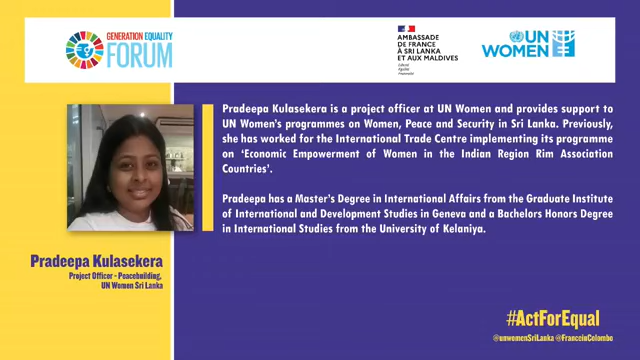 GENERATION EQUALITY
FORUM
AMBASSADE
DE FRANCE
À SRI LANKA
ET AUX MALDIVES
Liberté
Égalité
Fraternité
UN
WOMEN
Pradeepa Kulasekera is a project officer at UN Women and provides support to
UN Women's programmes on Women, Peace and Security in Sri Lanka. Previously,
she has worked for the International Trade Centre implementing its programme
on 'Economic Empowerment of Women in the Indian Region Rim Association
Countries'.
Pradeepa has a Master's Degree in International Affairs from the Graduate Institute
of International and Development Studies in Geneva and a Bachelors Honors Degree
in International Studies from the University of Kelaniya.
Pradeepa Kulasekera
Project Officer - Peacebuilding,
UN Women Sri Lanka
#ActForEqual
@unwomenSriLanka @FranceinColombo